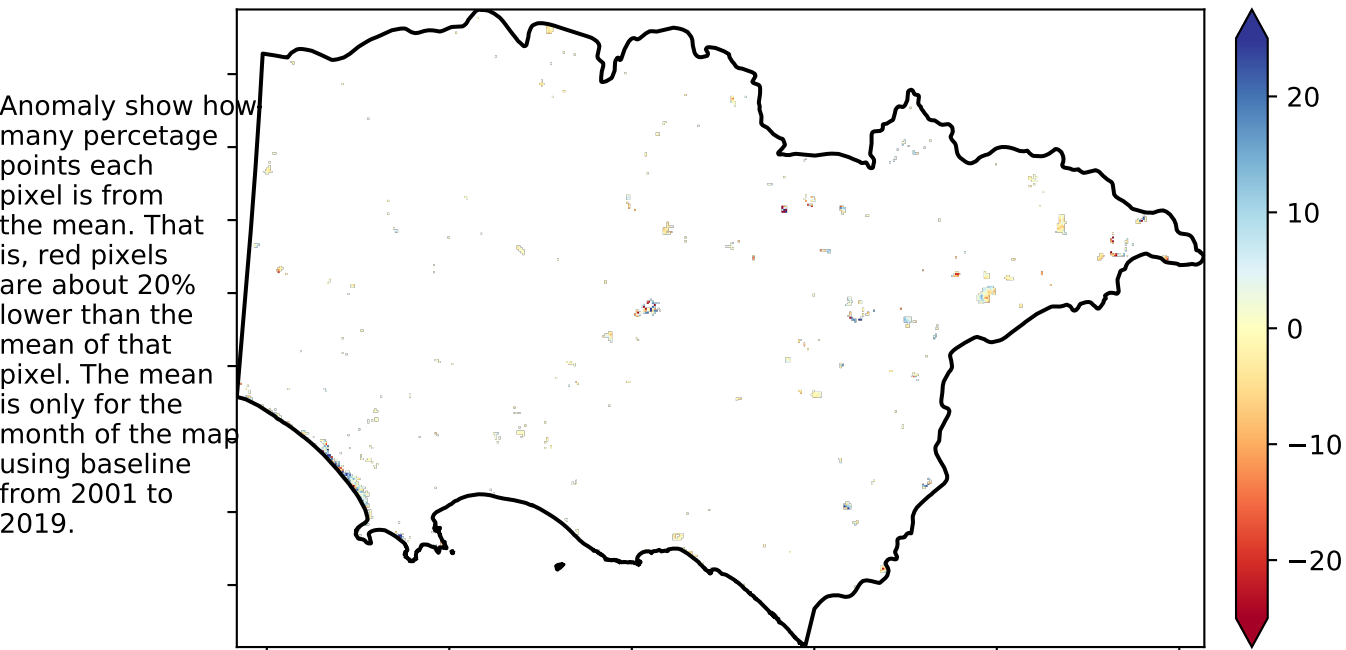 Anomaly show how
many percetage
points each
pixel is from
the mean. That
is, red pixels
are about 20%
lower than the
mean of that
pixel. The mean
is only for the
month of the map
using baseline
from 2001 to
2019.
20
10
0
−10
−20